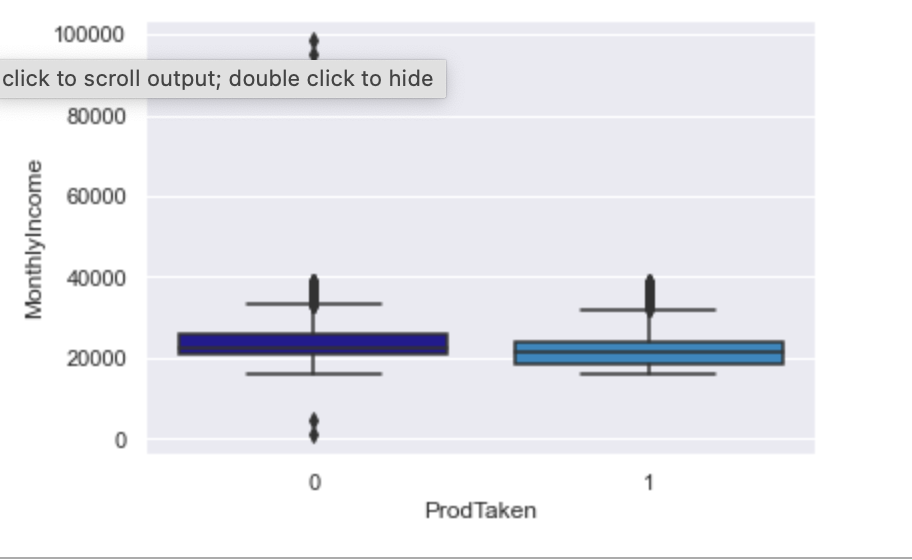 100000
click to scroll output; double click to hide
80000
60000
MonthlyIncome
40000
20000
0
0
1
ProdTaken